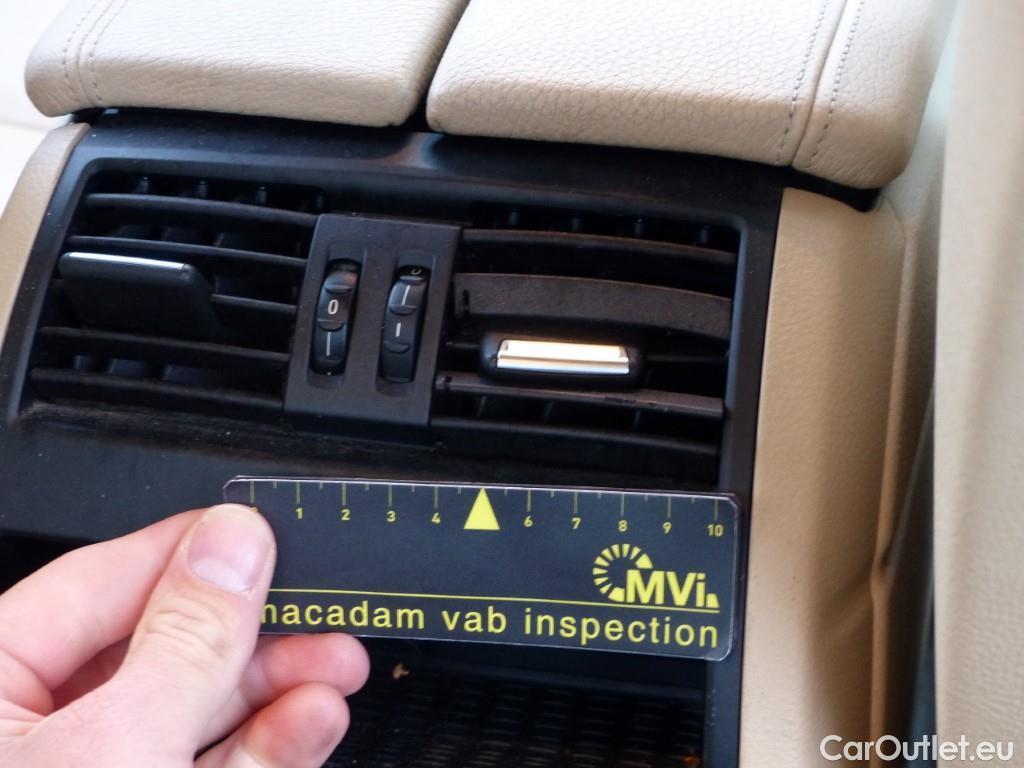 0
1 2 3 4 6 7 8 9 10
MVi
macadam vab inspection
CarOutlet.eu